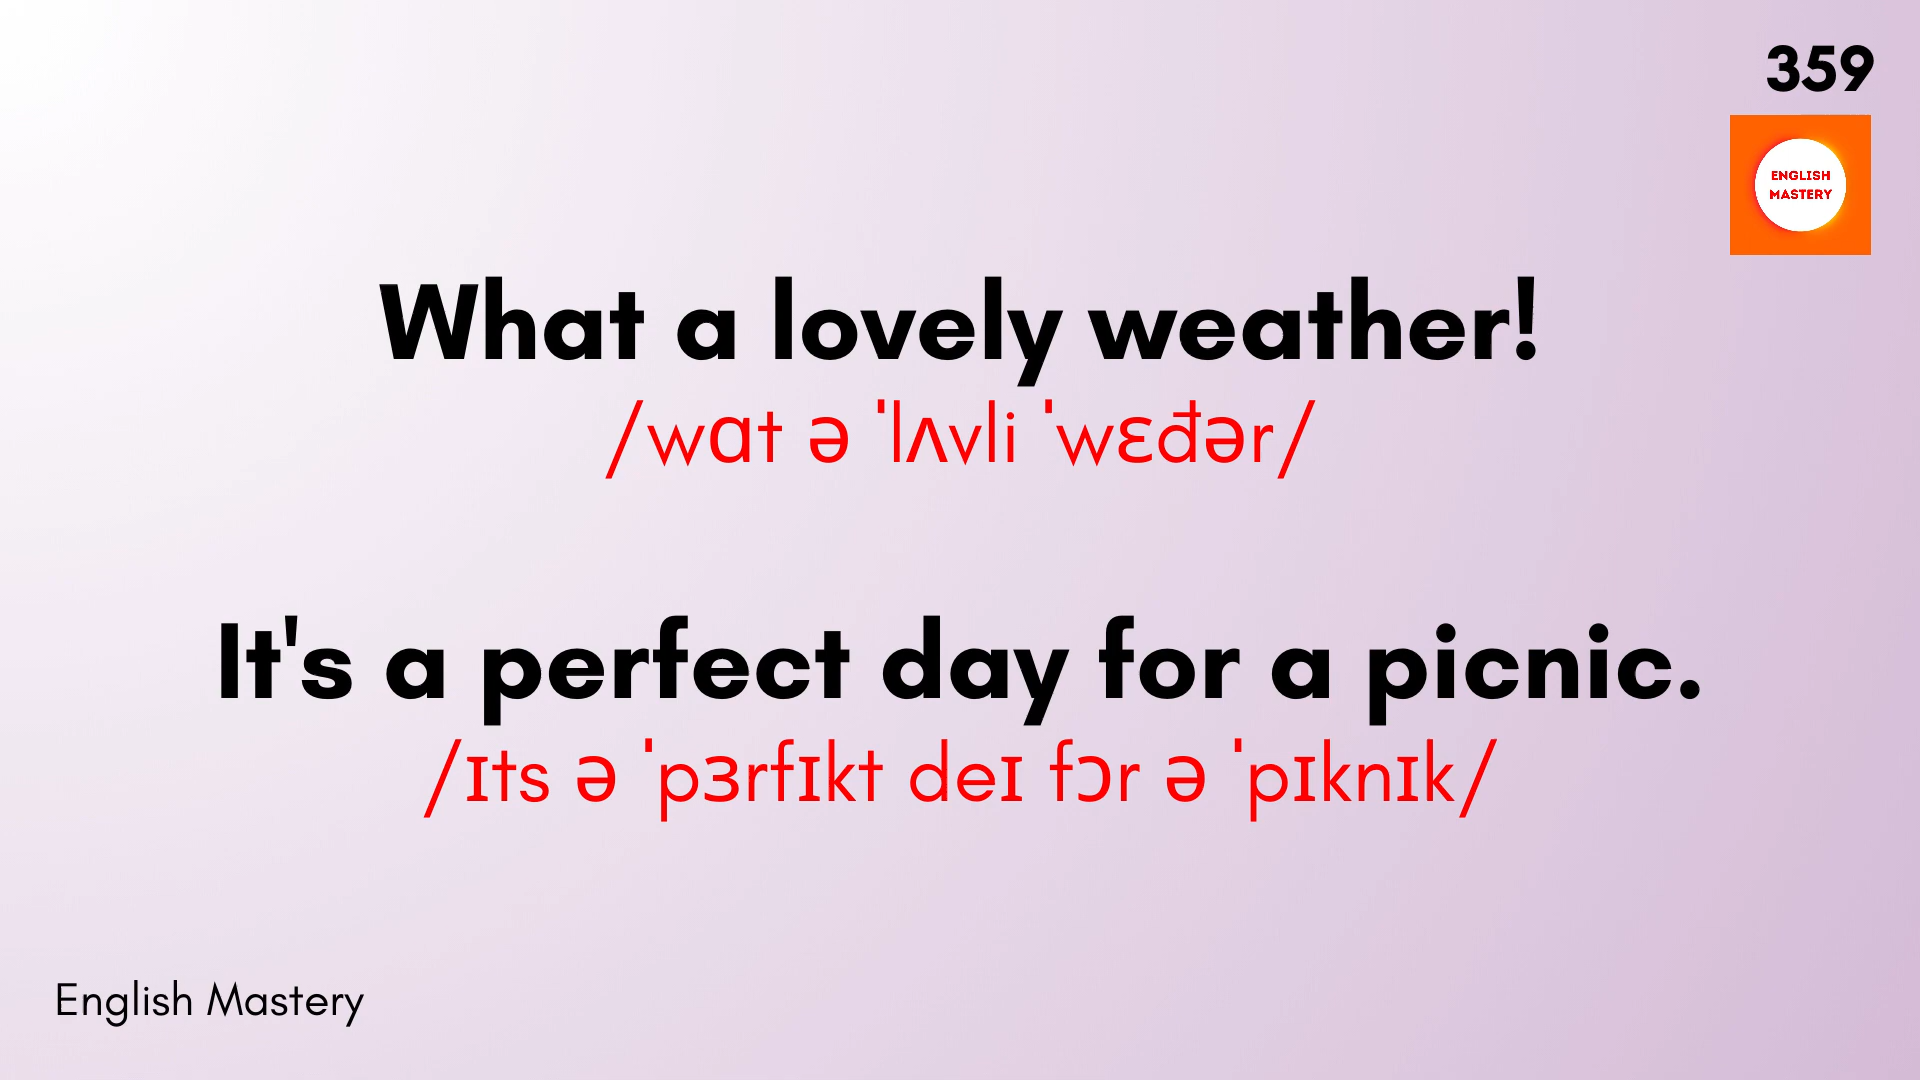 359
ENGLISH
MASTERY
What a lovely weather!
/wɑt ə ˈlʌvli ˈwɛđər/
It's a perfect day for a picnic.
/ɪts ə ˈpɜrfɪkt deɪ fɔr ə ˈpɪknɪk/
English Mastery